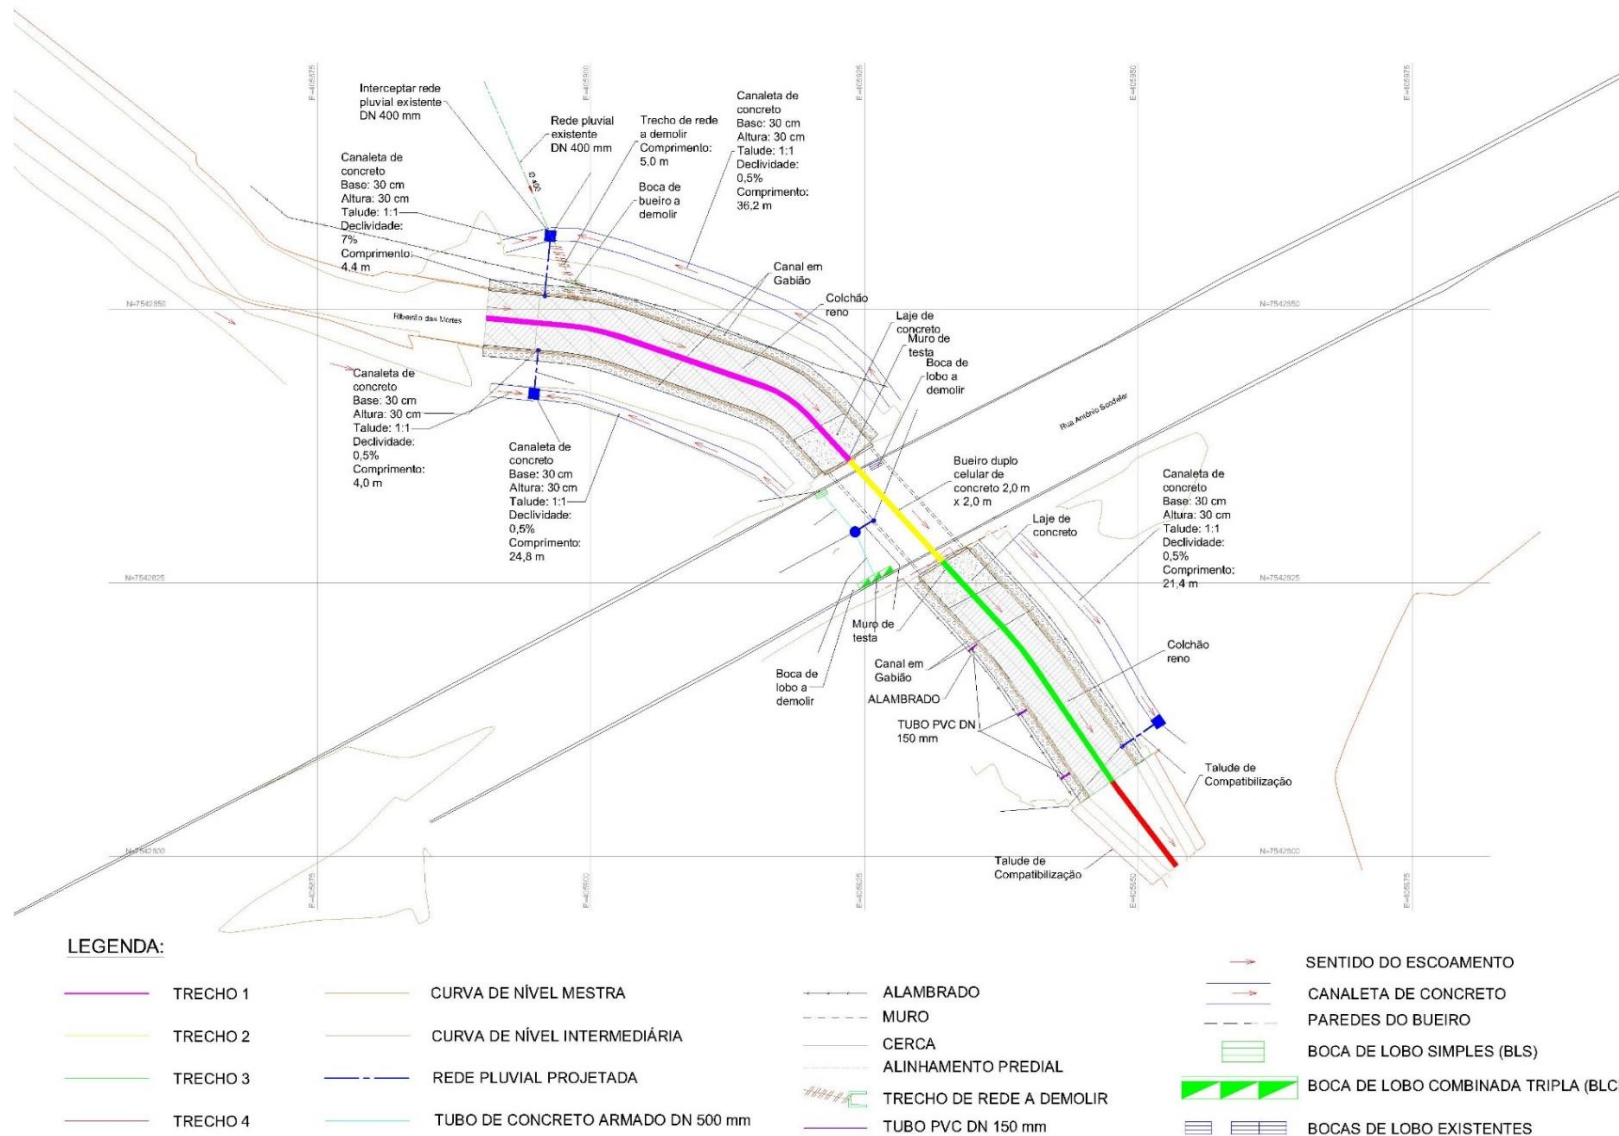 Interceptar rede
pluvial existente
DN 400 mm
Rede pluvial
existente
DN 400 mm
Trecho de rede
a demolir
Comprimento:
5.0 m
Canaleta de
concreto
Base: 30 cm
Altura: 30 cm
Talude: 1:1
Declividade:
0,5%
Comprimento:
36,2 m
Canaleta de
concreto
Base: 30 cm
Altura: 30 cm
Talude: 1:1
Declividade:
7%
Comprimento:
4.4 m
Boca de
bueiro a
demolir
Canal em
Gabião
Colchão
reno
Laje de
concreto
Muro de
testa
Boca de
lobo a
demolir
N=7542850
N=7542850
Ribeirão das Mortes
Canaleta de
concreto
Base: 30 cm
Altura: 30 cm
Talude: 1:1
Declividade:
0,5%
Comprimento:
4,0 m
Canaleta de
concreto
Base: 30 cm
Altura: 30 cm
Talude: 1:1
Declividade:
0,5%
Comprimento:
24,8 m
Bueiro duplo
celular de
concreto 2,0 m
x 2,0 m
Laje de
concreto
Canaleta de
concreto
Base: 30 cm
Altura: 30 cm
Talude: 1:1
Declividade:
0,5%
Comprimento:
21,4 m
N=7542825
N=7542825
Muro de
testa
Boca de
lobo a
demolir
Canal em
Gabião
ALAMBRADO
TUBO PVC DN
150 mm
Colchão
reno
Talude de
Compatibilização
Talude de
Compatibilização
N=7542800
N=7542800
LEGENDA:
TRECHO 1
TRECHO 2
TRECHO 3
TRECHO 4
CURVA DE NÍVEL MESTRA
CURVA DE NÍVEL INTERMEDIÁRIA
REDE PLUVIAL PROJETADA
TUBO DE CONCRETO ARMADO DN 500 mm
ALAMBRADO
MURO
CERCA
ALINHAMENTO PREDIAL
TRECHO DE REDE A DEMOLIR
TUBO PVC DN 150 mm
SENTIDO DO ESCOAMENTO
CANALETA DE CONCRETO
PAREDES DO BUEIRO
BOCA DE LOBO SIMPLES (BLS)
BOCA DE LOBO COMBINADA TRIPLA (BLC
BOCAS DE LOBO EXISTENTES